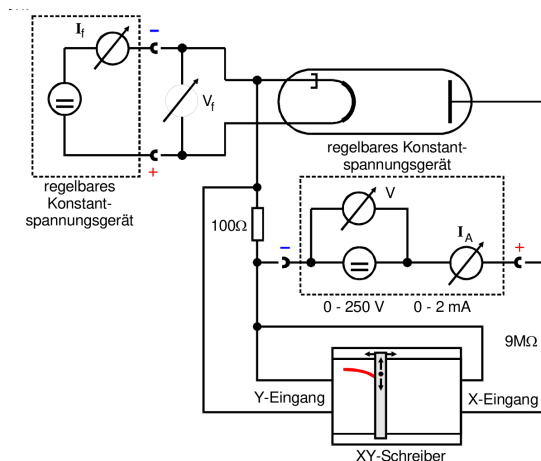 I_f
−
V_f
+
regelbares
Konstant-
spannungsgerät
regelbares Konstant-
spannungsgerät
100Ω
V
I_A
−
+
0 - 250 V
0 - 2 mA
9MΩ
Y-Eingang
X-Eingang
XY-Schreiber